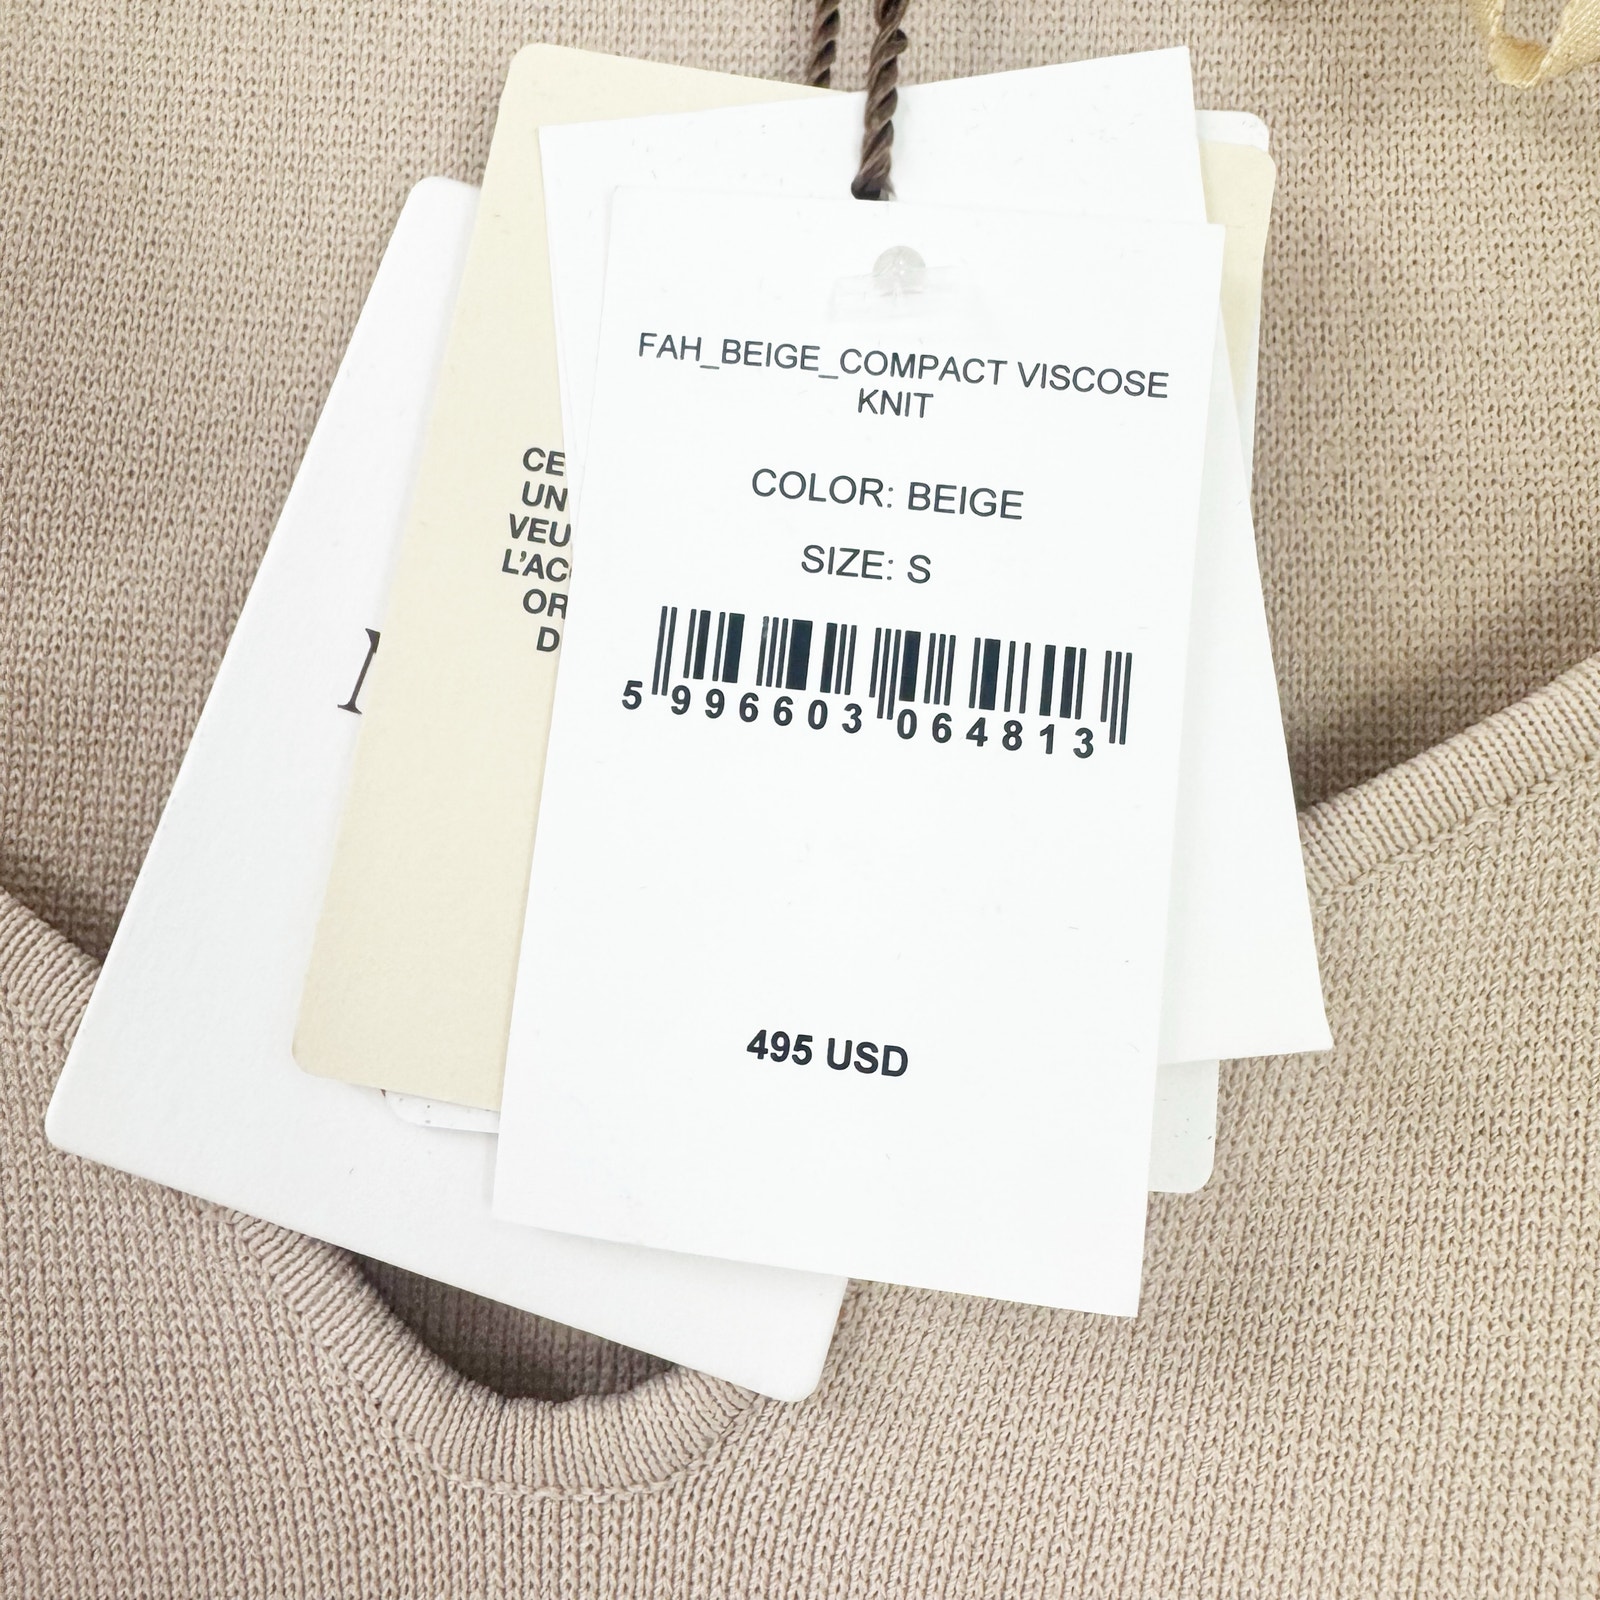 FAH_BEIGE_COMPACT VISCOSE
KNIT
COLOR: BEIGE
SIZE: S
5 996603 064813
495 USD
CE
UN
VEU
L'AC
OR
D